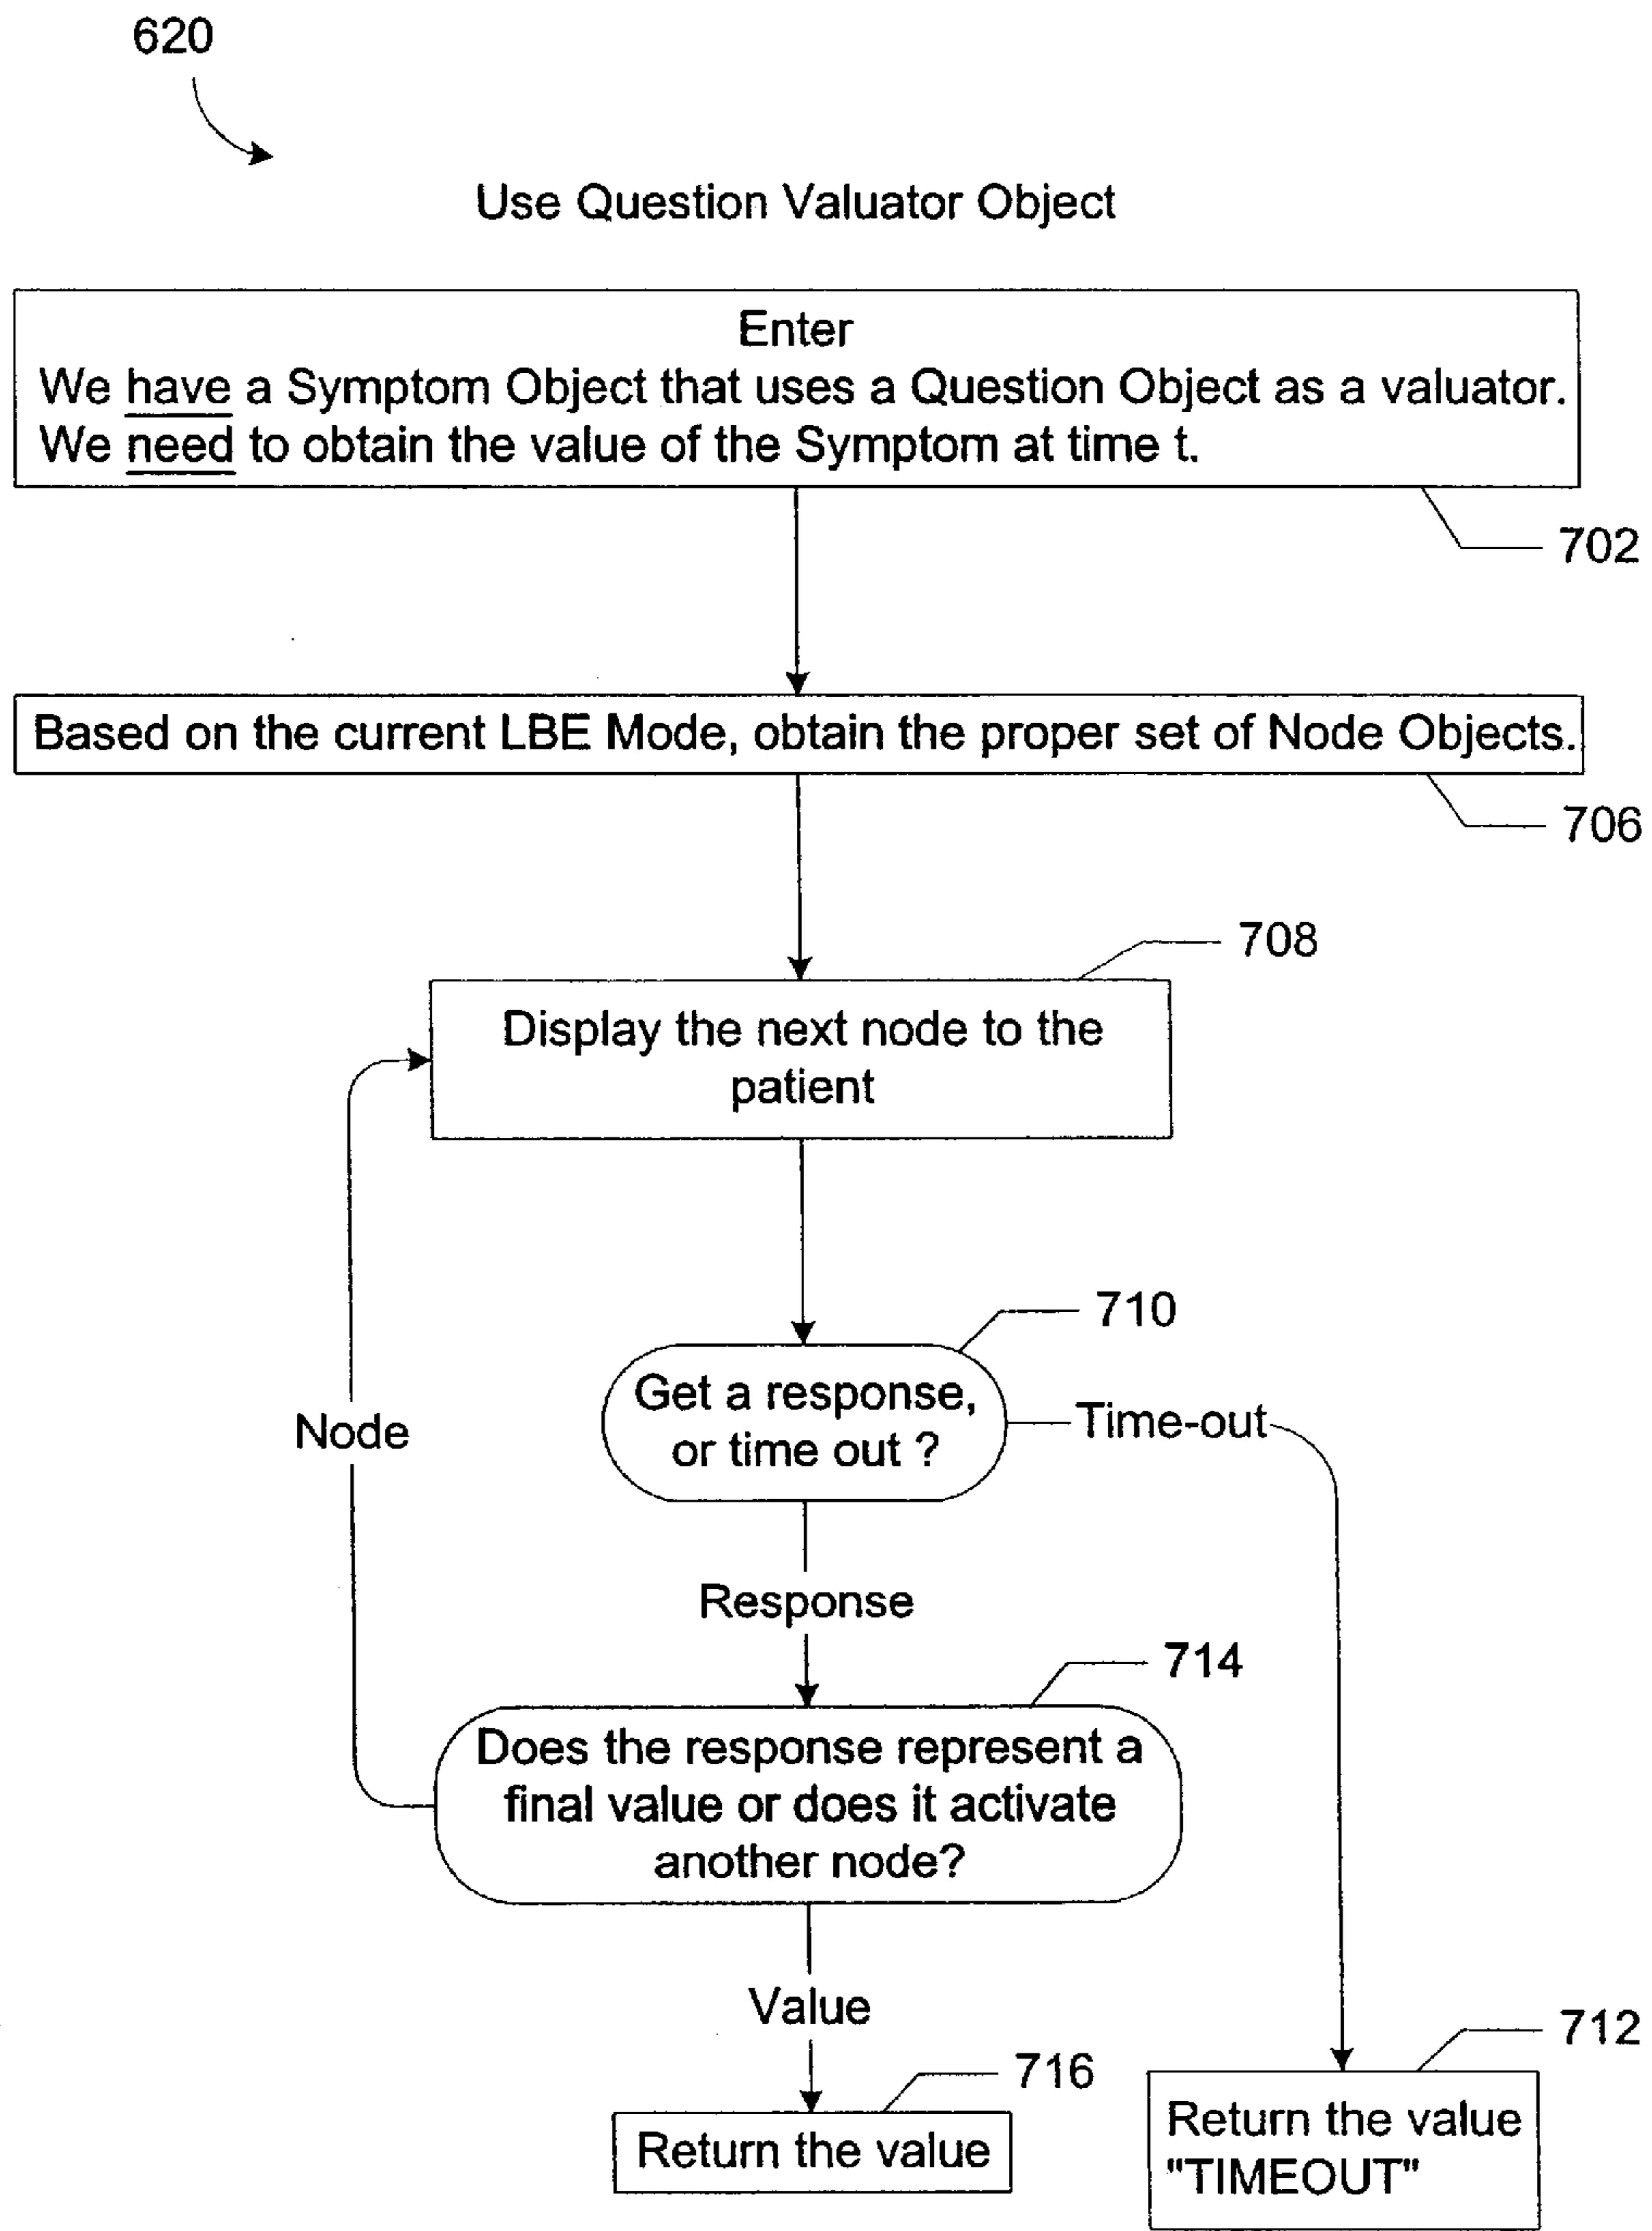 620
Use Question Valuator Object
Enter
We have a Symptom Object that uses a Question Object as a valuator.
We need to obtain the value of the Symptom at time t.
702
Based on the current LBE Mode, obtain the proper set of Node Objects.
706
708
Display the next node to the
patient
710
Get a response,
or time out ?
Time-out
Node
Response
714
Does the response represent a
final value or does it activate
another node?
Value
712
716
Return the value
Return the value
"TIMEOUT"